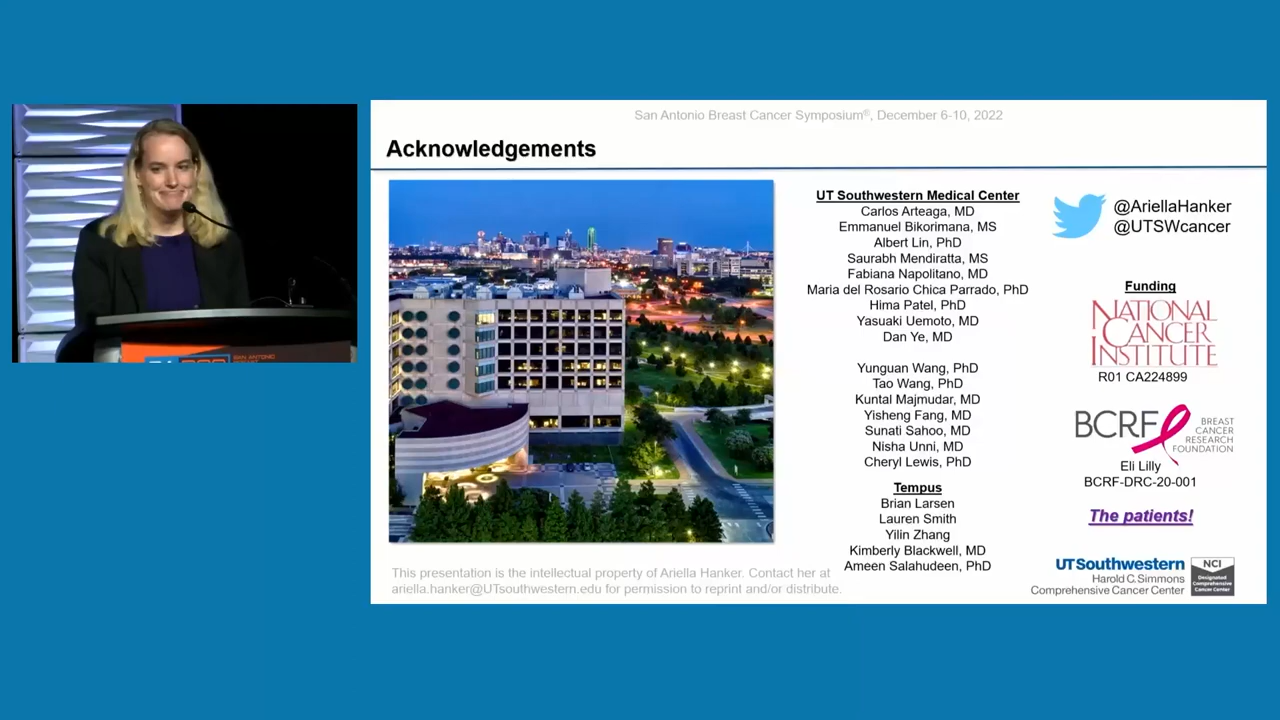 San Antonio Breast Cancer Symposium®, December 6-10, 2022
Acknowledgements
UT Southwestern Medical Center
Carlos Arteaga, MD
Emmanuel Bikorimana, MS
Albert Lin, PhD
Saurabh Mendiratta, MS
Fabiana Napolitano, MD
Maria del Rosario Chica Parrado, PhD
Hima Patel, PhD
Yasuaki Uemoto, MD
Dan Ye, MD
Yunguan Wang, PhD
Tao Wang, PhD
Kuntal Majmudar, MD
Yisheng Fang, MD
Sunati Sahoo, MD
Nisha Unni, MD
Cheryl Lewis, PhD
Tempus
Brian Larsen
Lauren Smith
Yilin Zhang
Kimberly Blackwell, MD
Ameen Salahudeen, PhD
@AriellaHanker
@UTSWcancer
Funding
NATIONAL
CANCER
INSTITUTE
R01 CA224899
BCRF
BREAST
CANCER
RESEARCH
FOUNDATION
Eli Lilly
BCRF-DRC-20-001
The patients!
UTSouthwestern
Harold C. Simmons
Comprehensive Cancer Center
NCI
Designated
Comprehensive
Cancer Center
This presentation is the intellectual property of Ariella Hanker. Contact her at
ariella.hanker@UTsouthwestern.edu for permission to reprint and/or distribute.
SAN ANTONIO